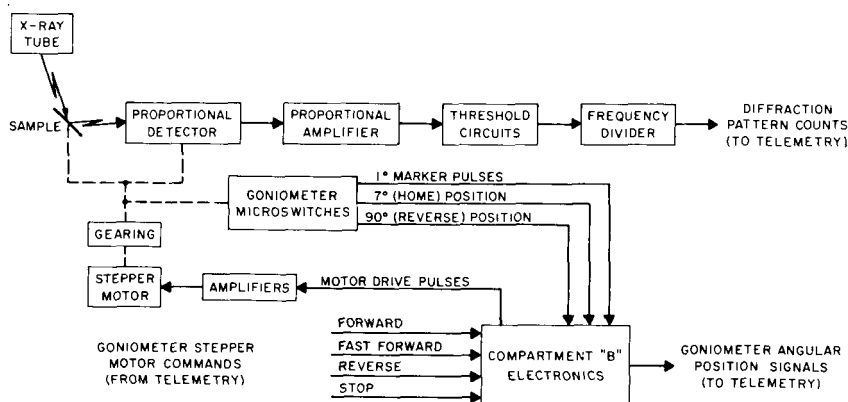 X-RAY
TUBE
SAMPLE
PROPORTIONAL
DETECTOR
PROPORTIONAL
AMPLIFIER
THRESHOLD
CIRCUITS
FREQUENCY
DIVIDER
DIFFRACTION
PATTERN COUNTS
(TO TELEMETRY)
GONIOMETER
MICROSWITCHES
1° MARKER PULSES
7° (HOME) POSITION
90° (REVERSE) POSITION
GEARING
STEPPER
MOTOR
AMPLIFIERS
MOTOR DRIVE PULSES
GONIOMETER STEPPER
MOTOR COMMANDS
(FROM TELEMETRY)
FORWARD
FAST FORWARD
REVERSE
STOP
COMPARTMENT "B"
ELECTRONICS
GONIOMETER ANGULAR
POSITION SIGNALS
(TO TELEMETRY)